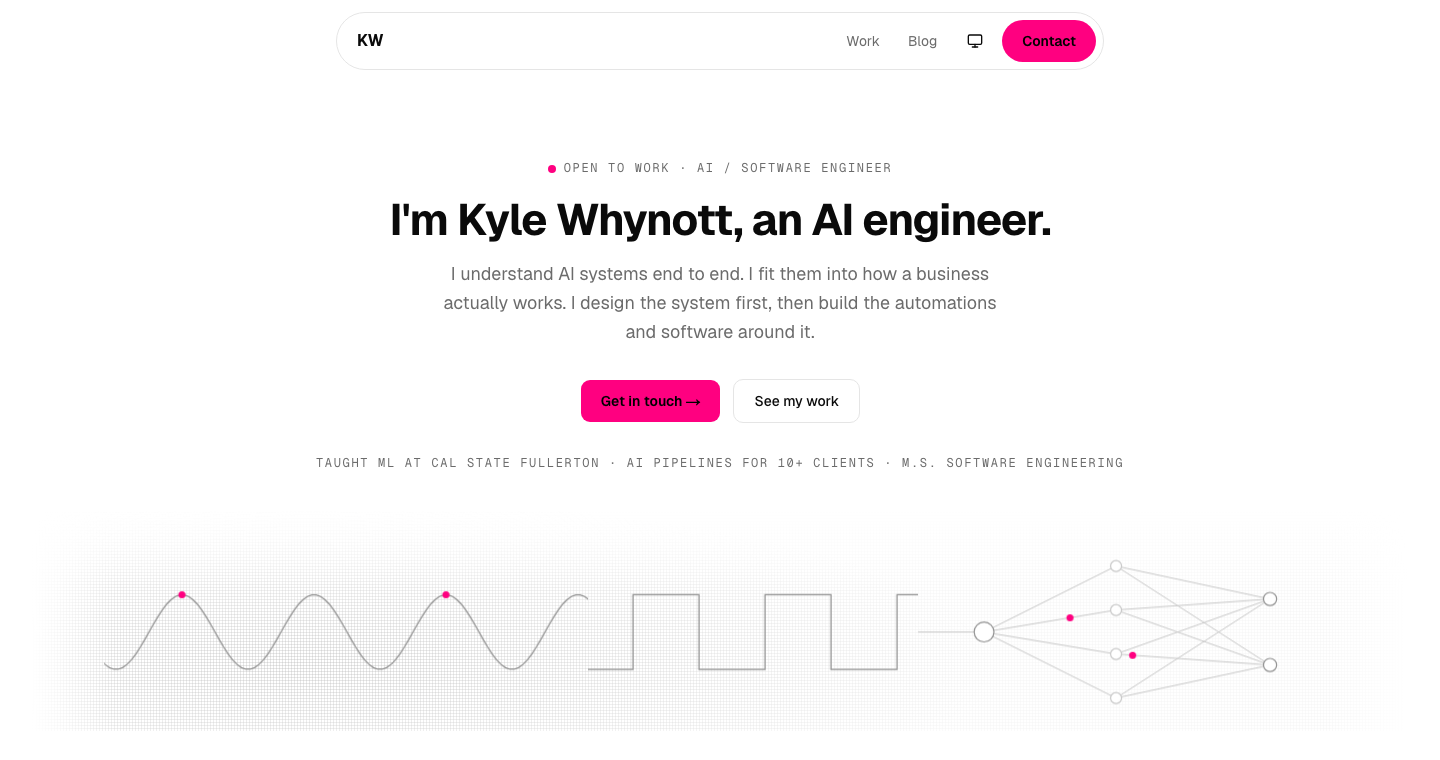 KW
Work
Blog
Contact
OPEN TO WORK · AI / SOFTWARE ENGINEER
I'm Kyle Whynott, an AI engineer.
I understand AI systems end to end. I fit them into how a business
actually works. I design the system first, then build the automations
and software around it.
Get in touch →
See my work
TAUGHT ML AT CAL STATE FULLERTON · AI PIPELINES FOR 10+ CLIENTS · M.S. SOFTWARE ENGINEERING